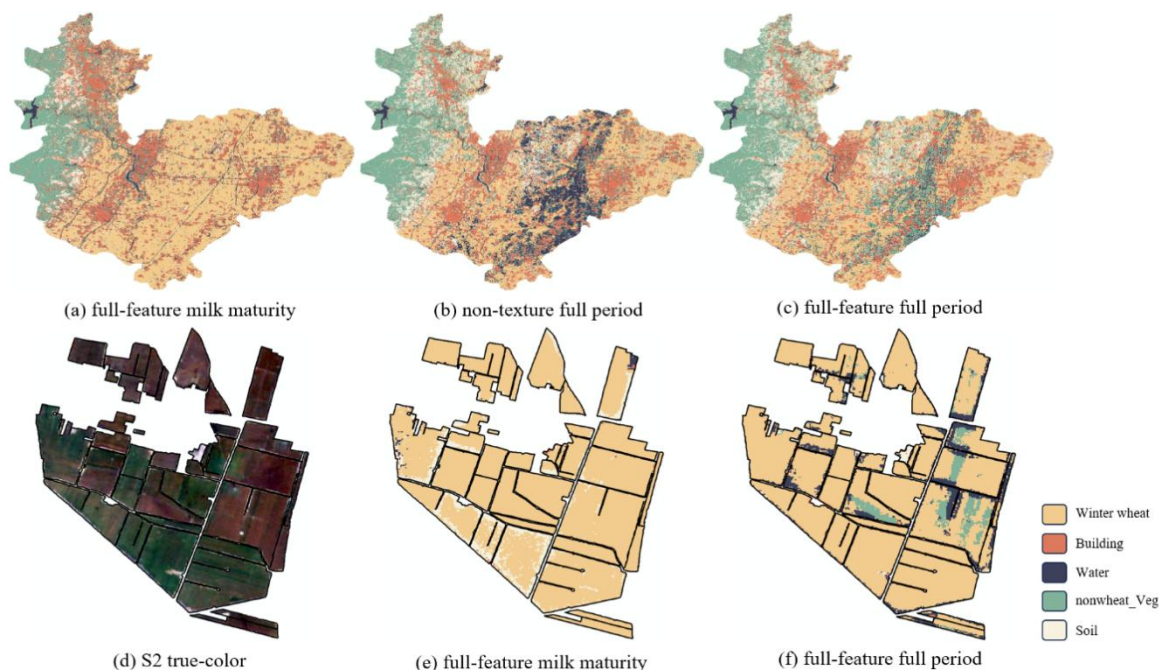 (a) full-feature milk maturity
(b) non-texture full period
(c) full-feature full period
Winter wheat
Building
Water
nonwheat_Veg
Soil
(d) S2 true-color
(e) full-feature milk maturity
(f) full-feature full period